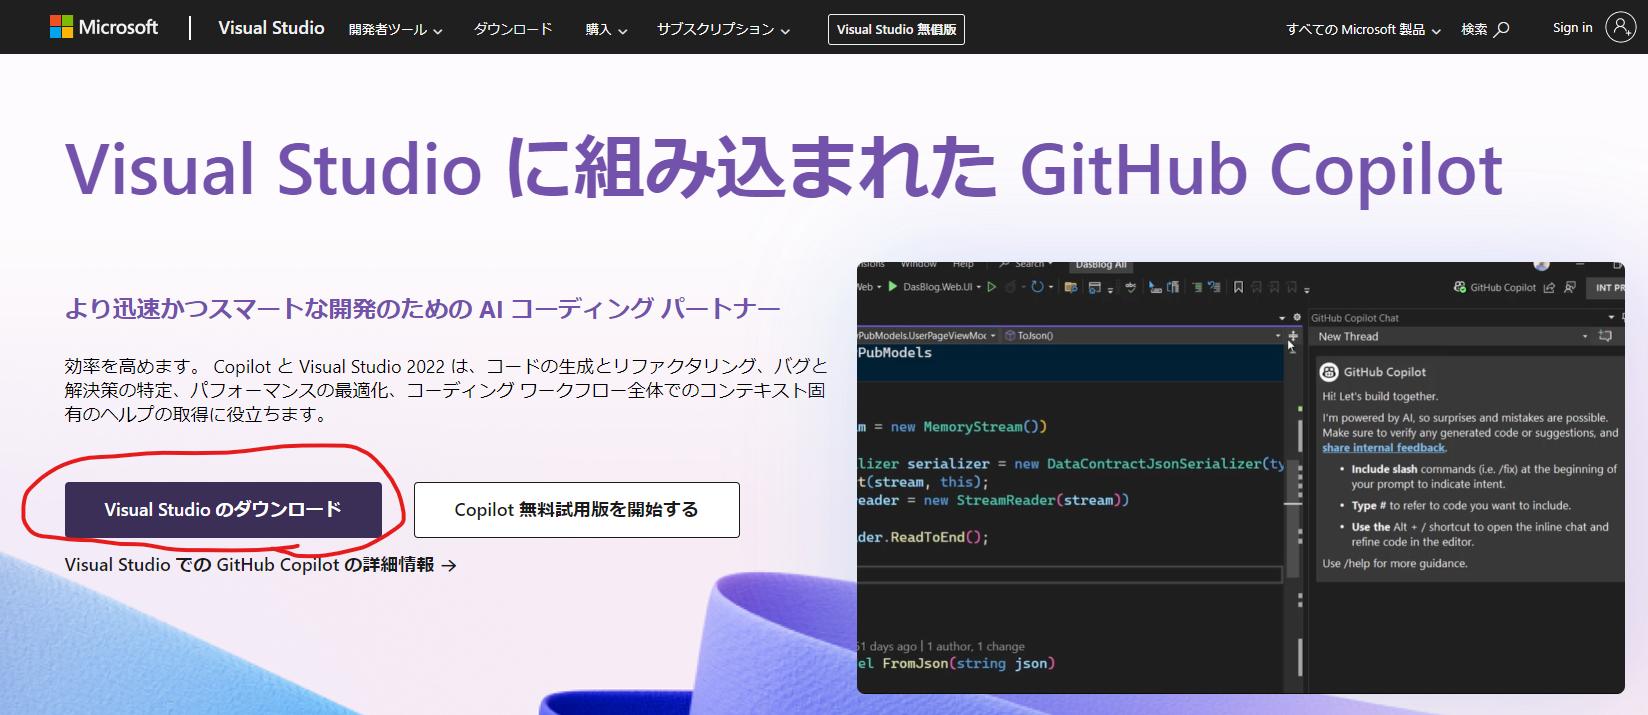 Microsoft
Visual Studio
開発者ツール
ダウンロード
購入
サブスクリプション
Visual Studio 無償版
すべての Microsoft 製品
検索
Sign in
Visual Studio に組み込まれた GitHub Copilot
より迅速かつスマートな開発のための AI コーディング パートナー
効率を高めます。 Copilot と Visual Studio 2022 は、コードの生成とリファクタリング、バグと
解決策の特定、パフォーマンスの最適化、コーディング ワークフロー全体でのコンテキスト固
有のヘルプの取得に役立ちます。
Visual Studio のダウンロード
Copilot 無料試用版を開始する
Visual Studio での GitHub Copilot の詳細情報 →
Window Help Search DasBlog All
DasBlog.Web.UI
GitHub Copilot
INT PR
PubModels.UserPageViewMoc
ToJson()
PubModels
= new MemoryStream())
lizer serializer = new DataContractJsonSerializer(ty
t(stream, this);
eader = new StreamReader(stream))
der.ReadToEnd();
days ago | 1 author, 1 change
el FromJson(string json)
GitHub Copilot Chat
New Thread
GitHub Copilot
Hi! Let's build together.
I'm powered by AI, so surprises and mistakes are possible.
Make sure to verify any generated code or suggestions, and
share internal feedback.
• Include slash commands (i.e. /fix) at the beginning of
your prompt to indicate intent.
• Type # to refer to code you want to include.
• Use the Alt + / shortcut to open the inline chat and
refine code in the editor.
Use /help for more guidance.